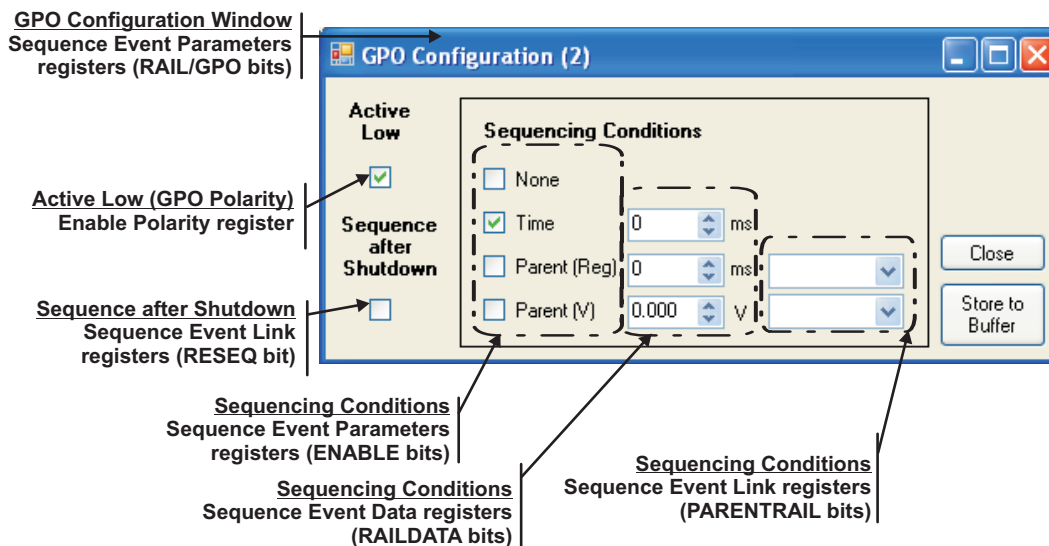 GPO Configuration Window
Sequence Event Parameters
registers (RAIL/GPO bits)
GPO Configuration (2)
Active
Low
Sequencing Conditions
None
Active Low (GPO Polarity)
Enable Polarity register
Sequence
after
Shutdown
Time
0
ms
Parent (Reg)
0
ms
Parent (V)
0.000
V
Close
Store to
Buffer
Sequence after Shutdown
Sequence Event Link
registers (RESEQ bit)
Sequencing Conditions
Sequence Event Parameters
registers (ENABLE bits)
Sequencing Conditions
Sequence Event Data registers
(RAILDATA bits)
Sequencing Conditions
Sequence Event Link registers
(PARENTRAIL bits)